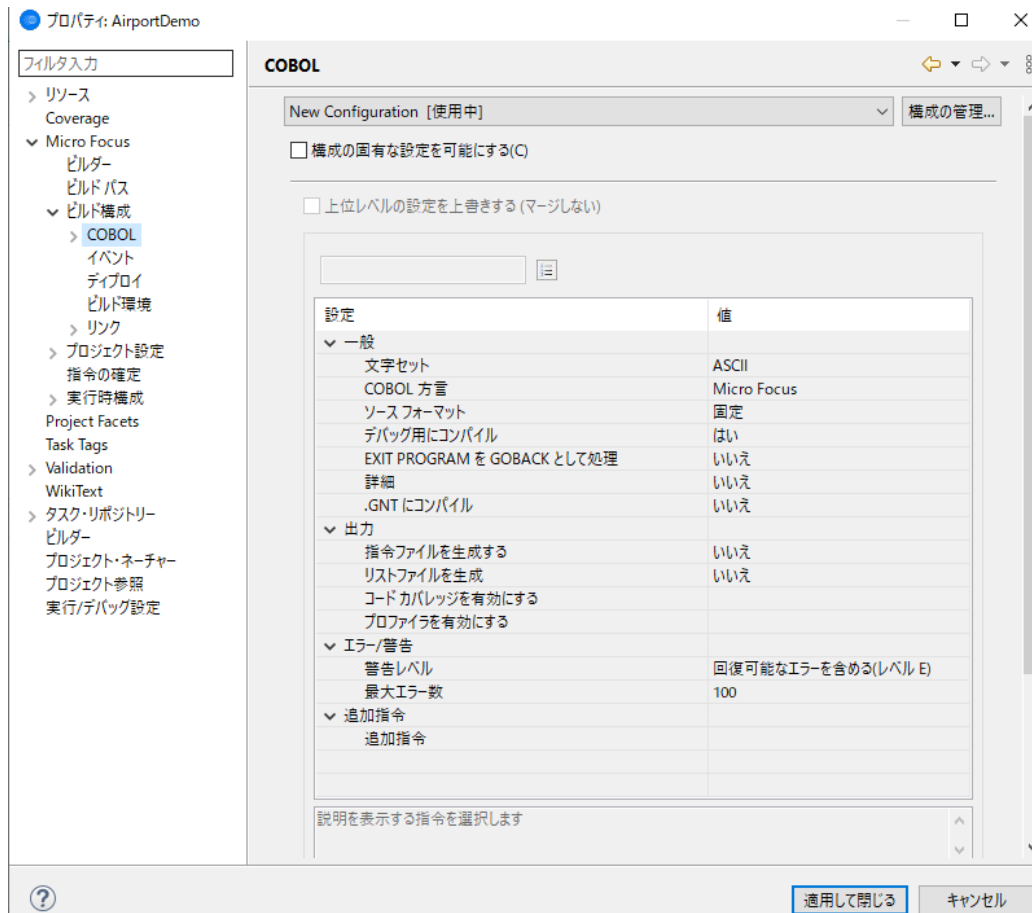 プロパティ: AirportDemo
フィルタ入力
リソース
Coverage
Micro Focus
ビルダー
ビルド パス
ビルド構成
COBOL
イベント
ディプロイ
ビルド環境
リンク
プロジェクト設定
指令の確定
実行時構成
Project Facets
Task Tags
Validation
WikiText
タスク・リポジトリー
ビルダー
プロジェクト・ネーチャー
プロジェクト参照
実行/デバッグ設定
COBOL
New Configuration [使用中]
構成の管理...
構成の固有な設定を可能にする(C)
上位レベルの設定を上書きする (マージしない)
設定 値
一般
文字セット ASCII
COBOL 方言 Micro Focus
ソース フォーマット 固定
デバッグ用にコンパイル はい
EXIT PROGRAM を GOBACK として処理 いいえ
詳細 いいえ
.GNT にコンパイル いいえ
出力
指令ファイルを生成する いいえ
リストファイルを生成 いいえ
コード カバレッジを有効にする
プロファイラを有効にする
エラー/警告
警告レベル 回復可能なエラーを含める(レベル E)
最大エラー数 100
追加指令
追加指令
説明を表示する指令を選択します
?
適用して閉じる キャンセル